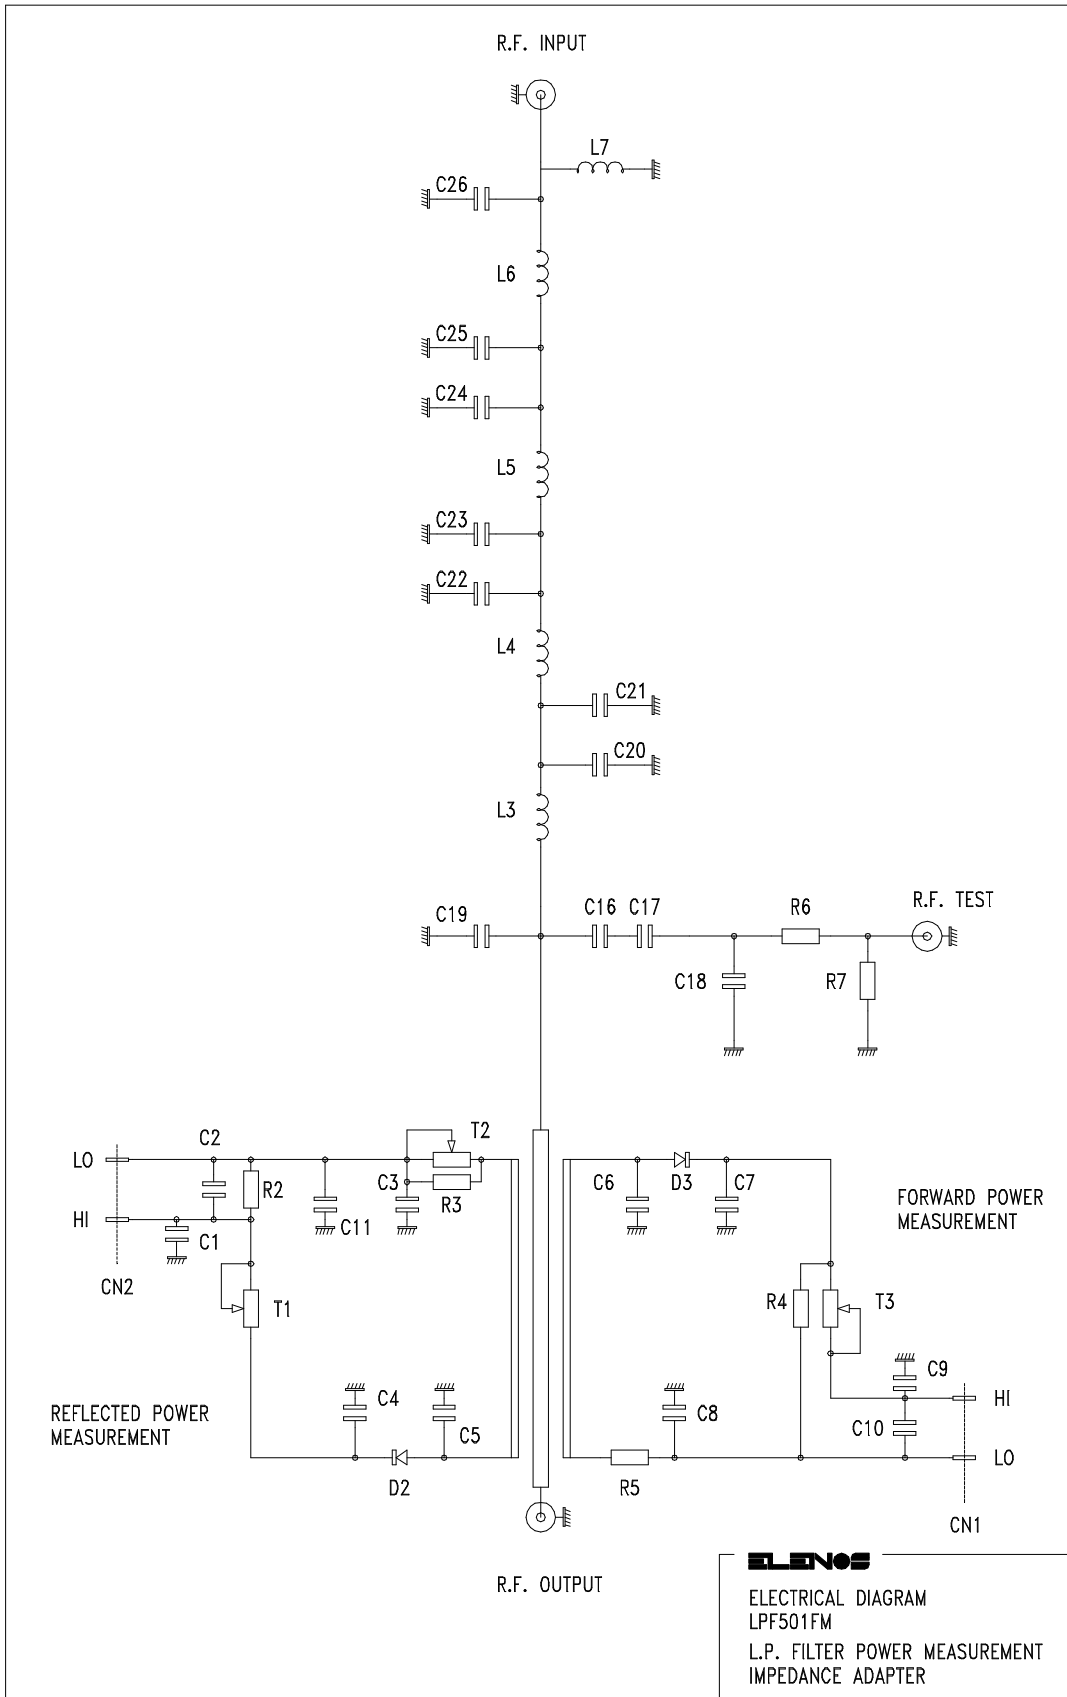 R.F. INPUT
L7
C26
L6
C25
C24
L5
C23
C22
L4
C21
C20
L3
R.F. TEST
C19
C16
C17
R6
C18
R7
C2
T2
LO
C3
R2
R3
C6
D3
C7
FORWARD POWER
MEASUREMENT
HI
C1
C11
CN2
T1
R4
T3
C9
C4
HI
REFLECTED POWER
MEASUREMENT
C5
C8
C10
LO
D2
R5
CN1
ELENOS
R.F. OUTPUT
ELECTRICAL DIAGRAM
LPF501FM
L.P. FILTER POWER MEASUREMENT
IMPEDANCE ADAPTER